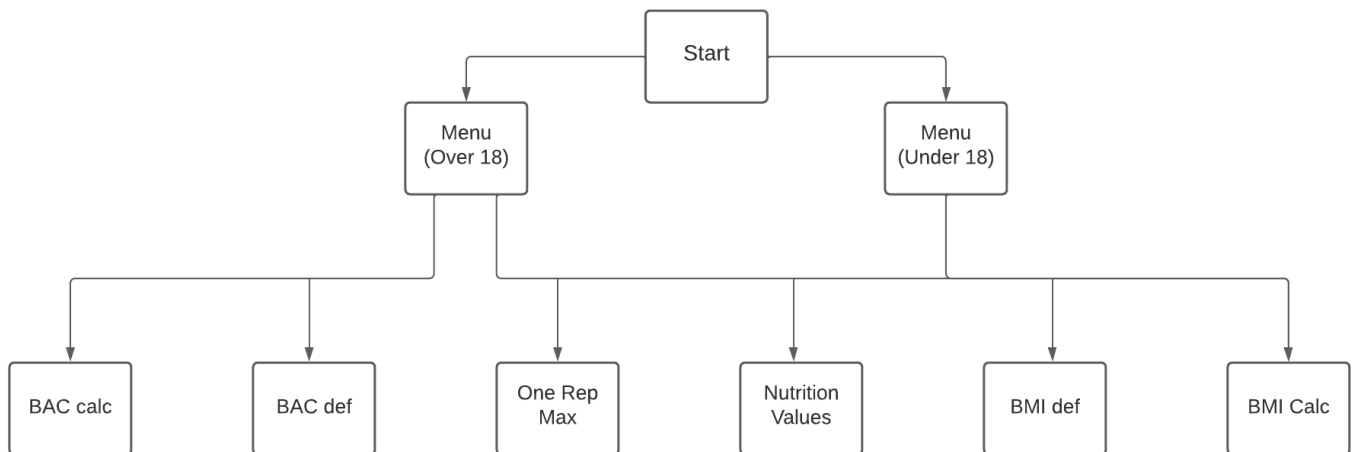 Start
Menu
(Over 18)
Menu
(Under 18)
BAC calc
BAC def
One Rep
Max
Nutrition
Values
BMI def
BMI Calc